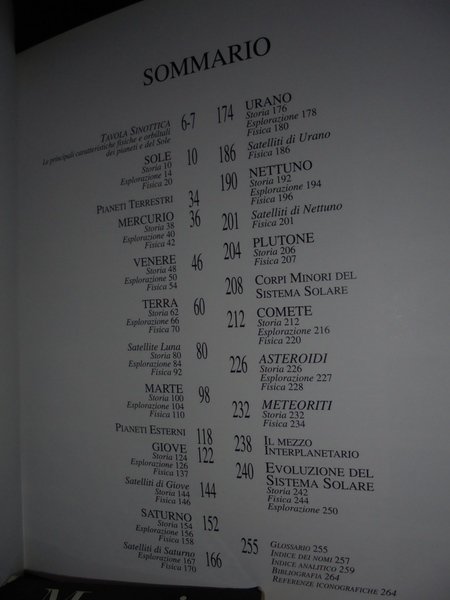 SOMMARIO
TAVOLA SINOTTICA 6-7
Le principali caratteristiche fisiche e orbitali
dei pianeti e del Sole
SOLE 10
Storia 10
Esplorazione 14
Fisica 20
PIANETI TERRESTRI 34
MERCURIO 36
Storia 38
Esplorazione 40
Fisica 42
VENERE 46
Storia 48
Esplorazione 50
Fisica 54
TERRA 60
Storia 62
Esplorazione 66
Fisica 70
Satellite Luna 80
Storia 80
Esplorazione 84
Fisica 92
MARTE 98
Storia 100
Esplorazione 104
Fisica 110
PIANETI ESTERNI 118
GIOVE 122
Storia 124
Esplorazione 126
Fisica 137
Satelliti di Giove 144
Storia 144
Fisica 146
SATURNO 152
Storia 154
Esplorazione 156
Fisica 158
Satelliti di Saturno 166
Esplorazione 167
Fisica 170
174 URANO
Storia 176
Esplorazione 178
Fisica 180
186 Satelliti di Urano
Fisica 186
190 NETTUNO
Storia 192
Esplorazione 194
Fisica 196
201 Satelliti di Nettuno
Fisica 201
204 PLUTONE
Storia 206
Fisica 207
208 CORPI MINORI DEL
SISTEMA SOLARE
212 COMETE
Storia 212
Esplorazione 216
Fisica 220
226 ASTEROIDI
Storia 226
Esplorazione 227
Fisica 228
232 METEORITI
Storia 232
Fisica 234
238 IL MEZZO
INTERPLANETARIO
240 EVOLUZIONE DEL
SISTEMA SOLARE
Storia 242
Fisica 244
Esplorazione 250
255 GLOSSARIO 255
INDICE DEI NOMI 257
INDICE ANALITICO 259
BIBLIOGRAFIA 264
REFERENZE ICONOGRAFICHE 264